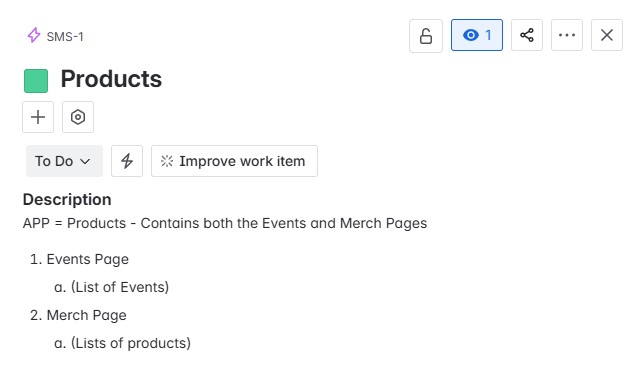 SMS-1
1
Products
To Do
Improve work item
Description
APP = Products - Contains both the Events and Merch Pages
1. Events Page
a. (List of Events)
2. Merch Page
a. (Lists of products)